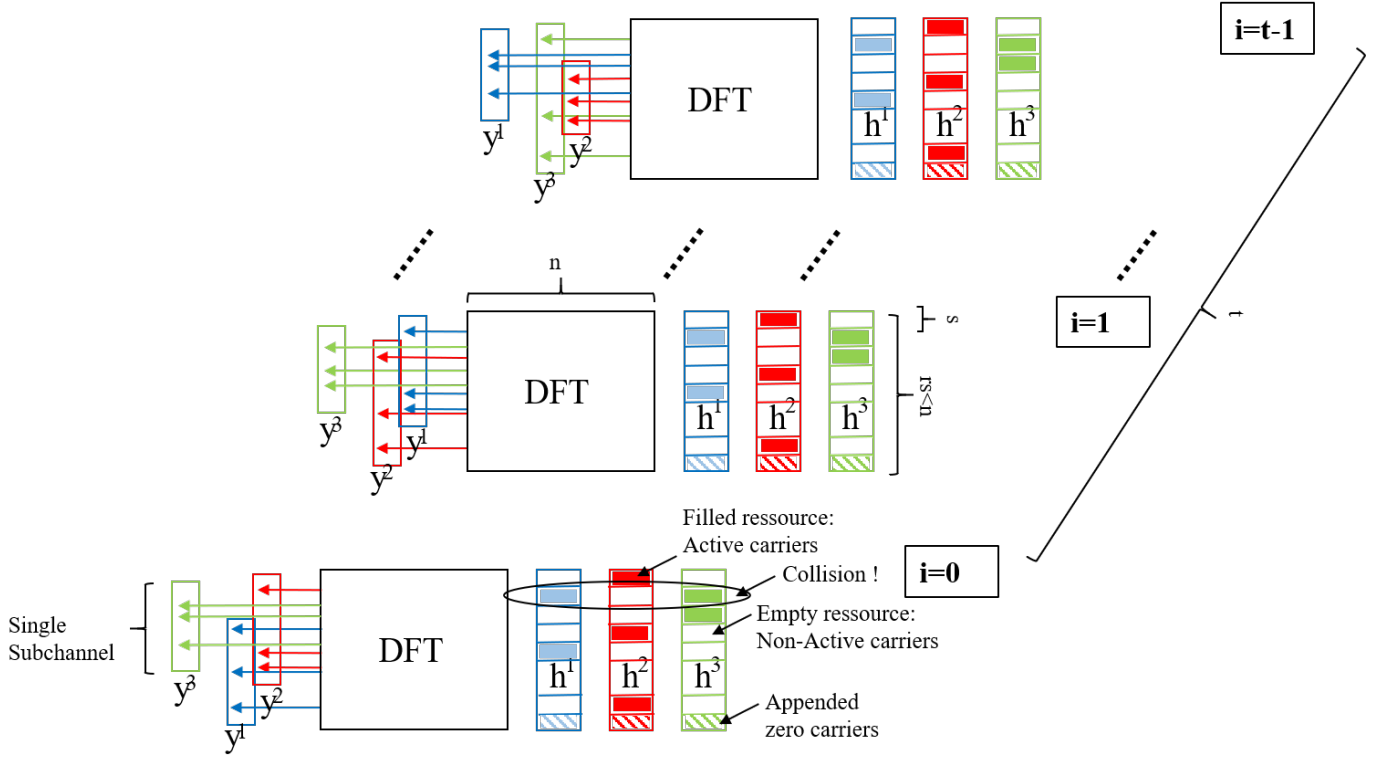 i=t-1
DFT
h1
h2
h3
y1
y2
y3
n
i=1
s
t
DFT
rs<n
h1
h2
h3
y3
y1
y2
Filled ressource:
Active carriers
Collision !
i=0
Empty ressource:
Non-Active carriers
Single
Subchannel
DFT
h1
h2
h3
y3
y2
y1
Appended
zero carriers